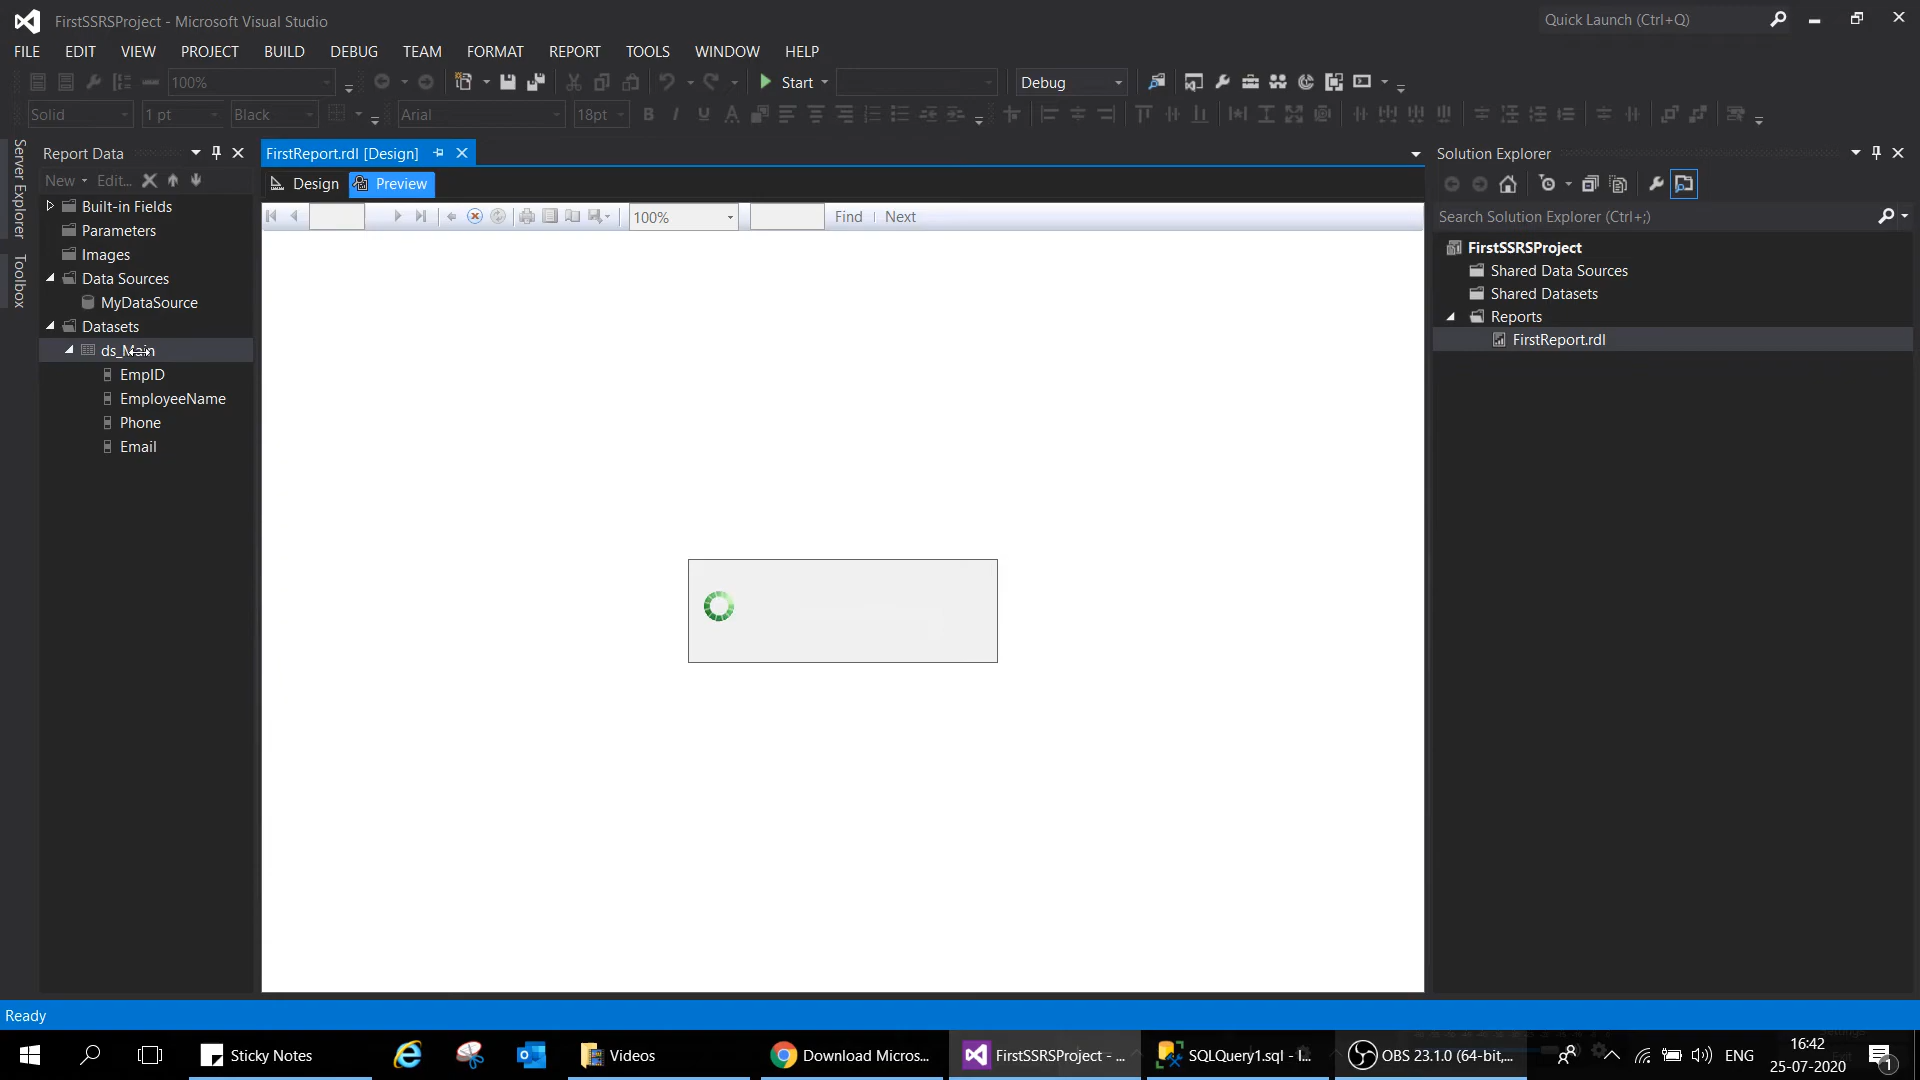 FirstSSRSProject - Microsoft Visual Studio
Quick Launch (Ctrl+Q)
FILE EDIT VIEW PROJECT BUILD DEBUG TEAM FORMAT REPORT TOOLS WINDOW HELP
100%
Start
Debug
Solid
1 pt
Black
Arial
18pt
B I U A
Server Explorer
Toolbox
Report Data
New
Edit...
Built-in Fields
Parameters
Images
Data Sources
MyDataSource
Datasets
ds_Main
EmpID
EmployeeName
Phone
Email
FirstReport.rdl [Design]
Design
Preview
100%
Find
Next
Solution Explorer
Search Solution Explorer (Ctrl+;)
FirstSSRSProject
Shared Data Sources
Shared Datasets
Reports
FirstReport.rdl
Ready
Sticky Notes
Videos
Download Micros...
FirstSSRSProject - ...
SQLQuery1.sql - l...
OBS 23.1.0 (64-bit,...
ENG
16:42
25-07-2020
1